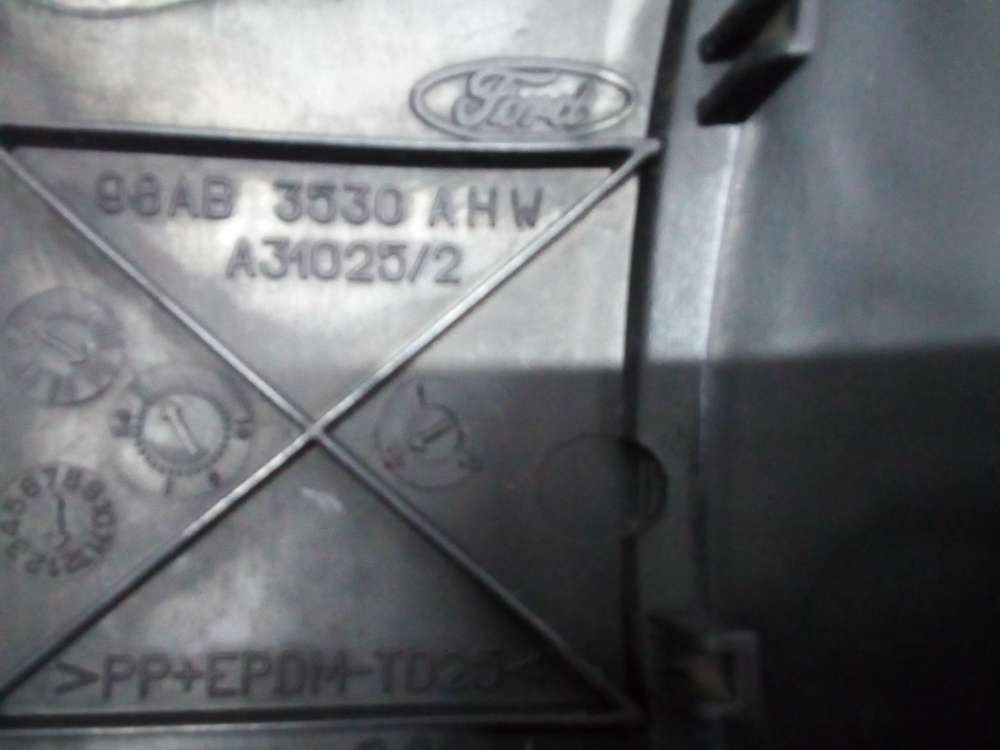 Ford
98AB 3530 AHW
A31025/2
>PP+EPDM-TD25<